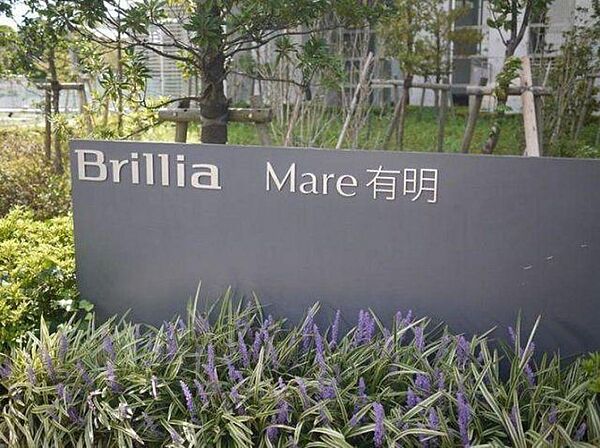 Brillia Mare 有明